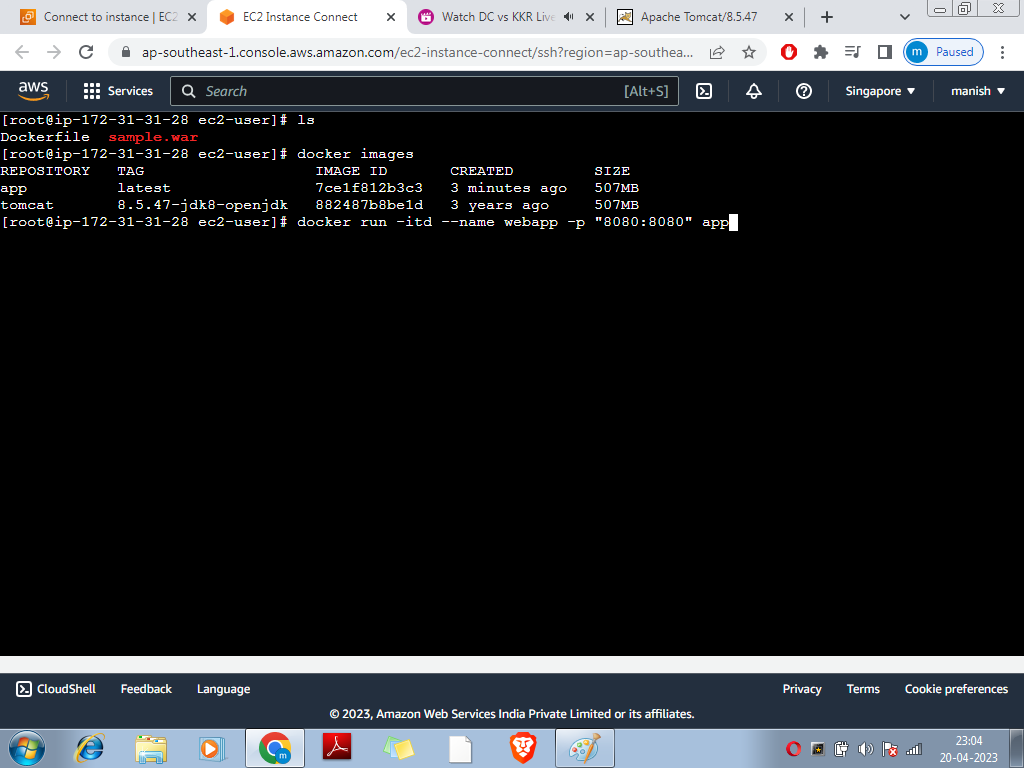 Connect to instance | EC2
EC2 Instance Connect
Watch DC vs KKR Live
Apache Tomcat/8.5.47
ap-southeast-1.console.aws.amazon.com/ec2-instance-connect/ssh?region=ap-southea...
m Paused
aws
Services
Search [Alt+S]
Singapore
manish
[root@ip-172-31-31-28 ec2-user]# ls
Dockerfile sample.war
[root@ip-172-31-31-28 ec2-user]# docker images
REPOSITORY TAG IMAGE ID CREATED SIZE
app latest 7ce1f812b3c3 3 minutes ago 507MB
tomcat 8.5.47-jdk8-openjdk 882487b8be1d 3 years ago 507MB
[root@ip-172-31-31-28 ec2-user]# docker run -itd --name webapp -p "8080:8080" app
CloudShell Feedback Language Privacy Terms Cookie preferences
© 2023, Amazon Web Services India Private Limited or its affiliates.
m
23:04
20-04-2023